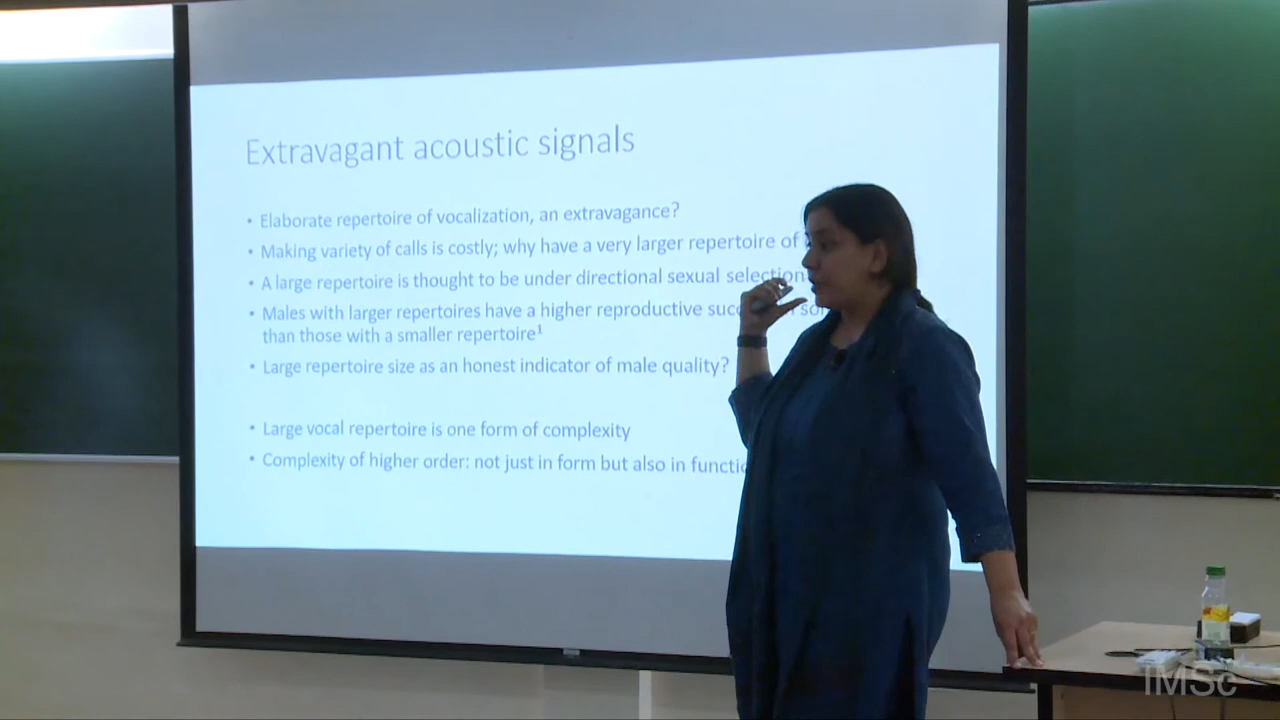 Extravagant acoustic signals
• Elaborate repertoire of vocalization, an extravagance?
• Making variety of calls is costly; why have a very larger repertoire of
• A large repertoire is thought to be under directional sexual selection
• Males with larger repertoires have a higher reproductive
than those with a smaller repertoire¹
• Large repertoire size as an honest indicator of male quality?
• Large vocal repertoire is one form of complexity
• Complexity of higher order: not just in form but also in
IMSc